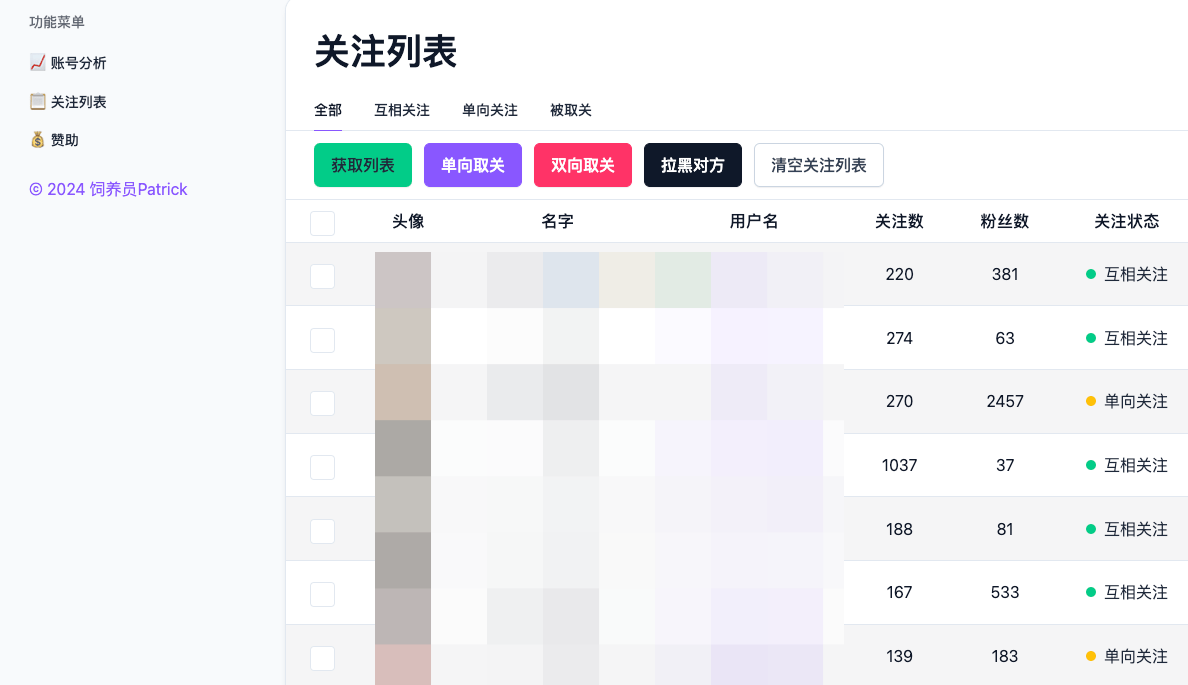 功能菜单
账号分析
关注列表
赞助
© 2024 饲养员Patrick
关注列表
全部 互相关注 单向关注 被取关
获取列表 单向取关 双向取关 拉黑对方 清空关注列表
头像 名字 用户名 关注数 粉丝数 关注状态
220 381 互相关注
274 63 互相关注
270 2457 单向关注
1037 37 互相关注
188 81 互相关注
167 533 互相关注
139 183 单向关注